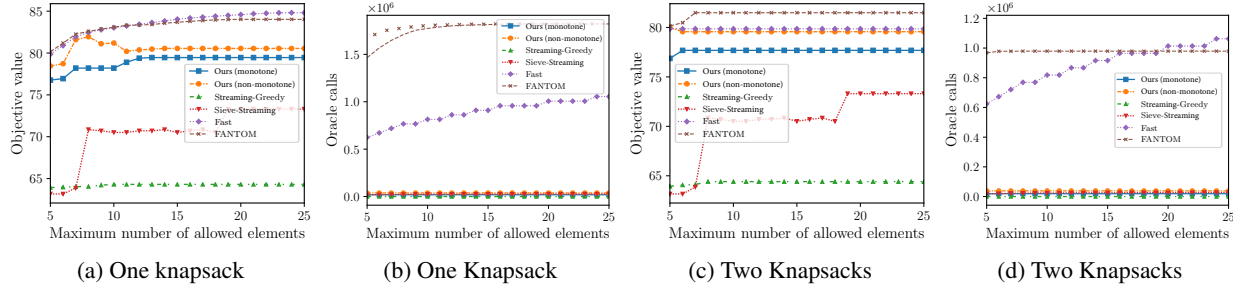 85
80
75
70
65
Objective value
5
10
15
20
25
Maximum number of allowed elements
Ours (monotone)
Ours (non-monotone)
Streaming-Greedy
Sieve-Streaming
Fast
FANTOM
(a) One knapsack
×10⁶
1.5
1.0
0.5
0.0
Oracle calls
5
10
15
20
25
Maximum number of allowed elements
Ours (monotone)
Ours (non-monotone)
Streaming-Greedy
Sieve-Streaming
Fast
FANTOM
(b) One Knapsack
80
75
70
65
Objective value
5
10
15
20
25
Maximum number of allowed elements
Ours (monotone)
Ours (non-monotone)
Streaming-Greedy
Sieve-Streaming
Fast
FANTOM
(c) Two Knapsacks
×10⁶
1.2
1.0
0.8
0.6
0.4
0.2
0.0
Oracle calls
5
10
15
20
25
Maximum number of allowed elements
Ours (monotone)
Ours (non-monotone)
Streaming-Greedy
Sieve-Streaming
Fast
FANTOM
(d) Two Knapsacks